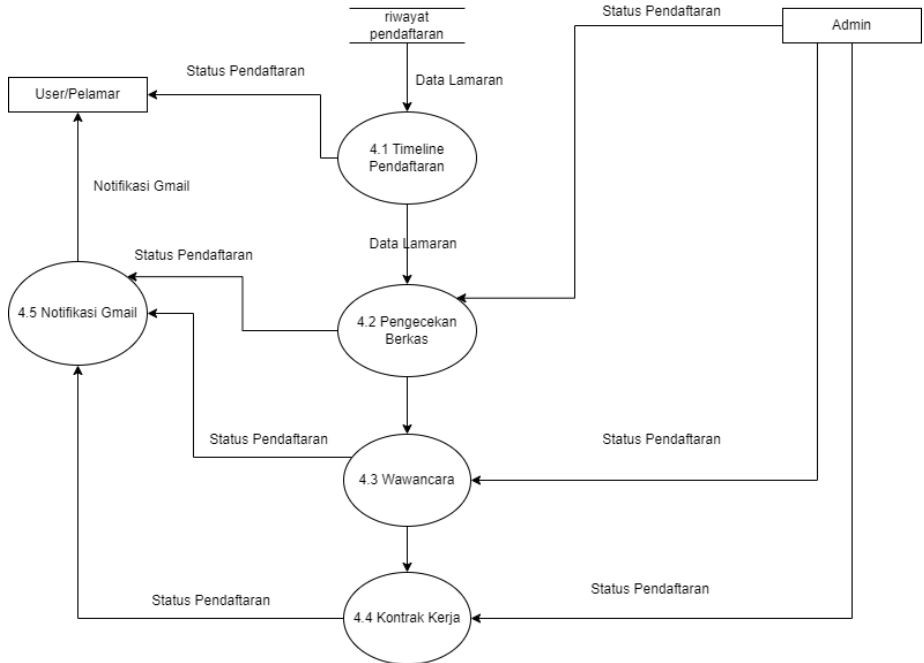 riwayat
pendaftaran
Status Pendaftaran
Admin
Status Pendaftaran
Data Lamaran
User/Pelamar
4.1 Timeline
Pendaftaran
Notifikasi Gmail
Data Lamaran
Status Pendaftaran
4.5 Notifikasi Gmail
4.2 Pengecekan
Berkas
Status Pendaftaran
Status Pendaftaran
4.3 Wawancara
Status Pendaftaran
Status Pendaftaran
4.4 Kontrak Kerja